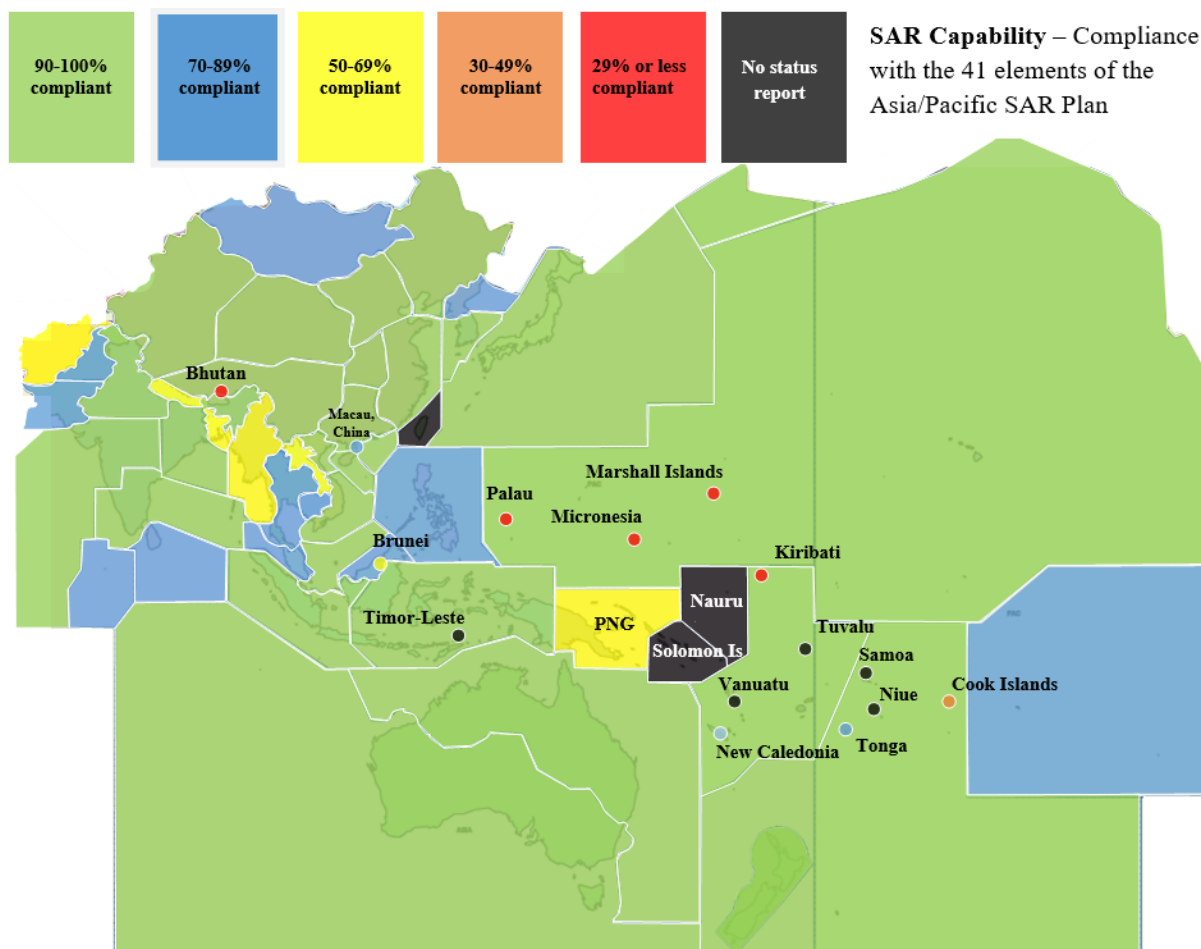 90-100%
compliant
70-89%
compliant
50-69%
compliant
30-49%
compliant
29% or less
compliant
No status
report
SAR Capability – Compliance
with the 41 elements of the
Asia/Pacific SAR Plan
Bhutan
Macau,
China
Marshall Islands
Palau
Micronesia
Brunei
Kiribati
Nauru
Timor-Leste
PNG
Tuvalu
Solomon Is
Samoa
Vanuatu
Niue
Cook Islands
New Caledonia
Tonga